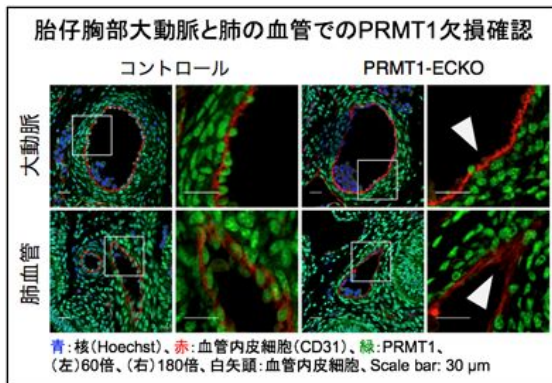 胎仔胸部大動脈と肺の血管でのPRMT1欠損確認
コントロール
PRMT1-ECKO
大動脈
肺血管
青:核(Hoechst)、赤:血管内皮細胞(CD31)、緑:PRMT1、
(左)60倍、(右)180倍、白矢頭:血管内皮細胞、Scale bar: 30 μm